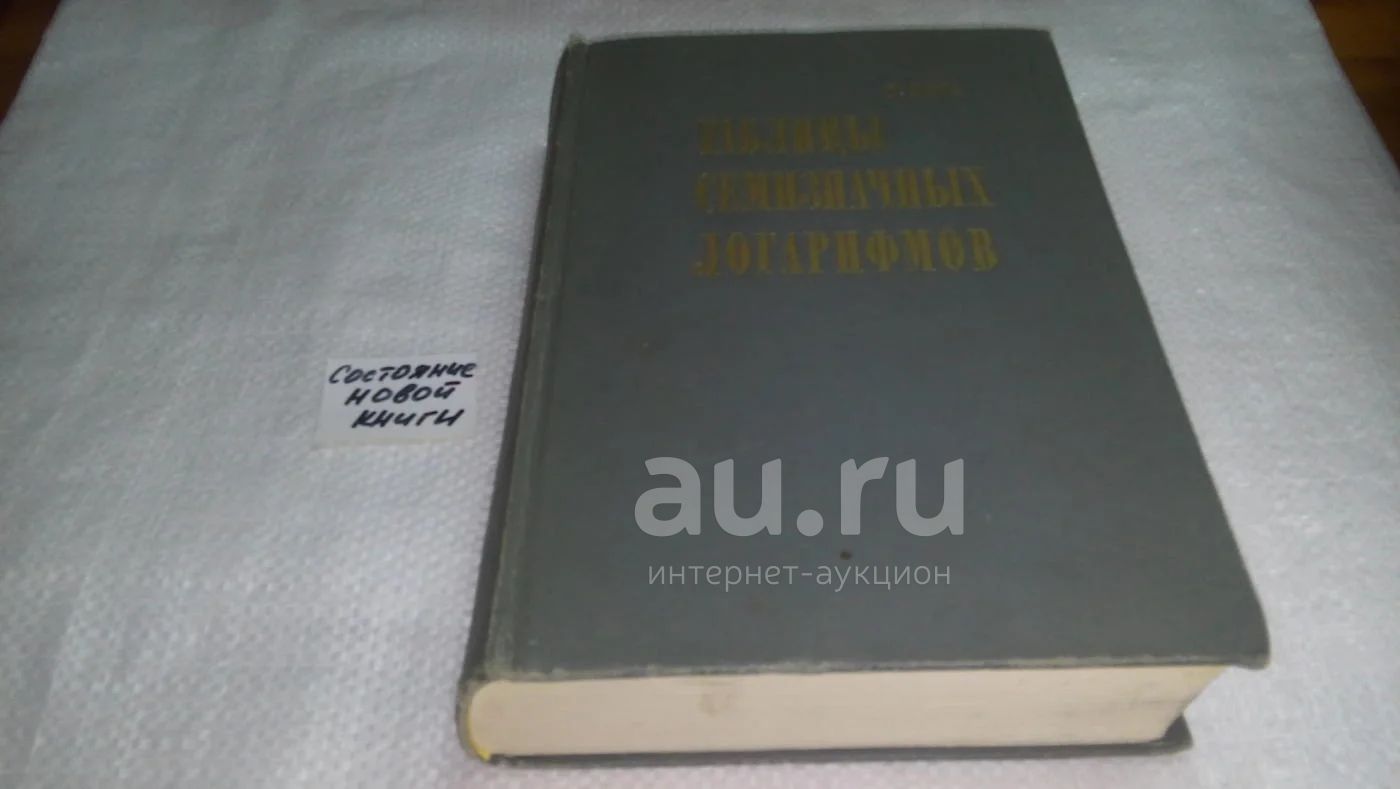 ТАБЛИЦЫ
СЕМИЗНАЧНЫХ
ЛОГАРИФМОВ
Состояние
новой
книги
au.ru
интернет-аукцион